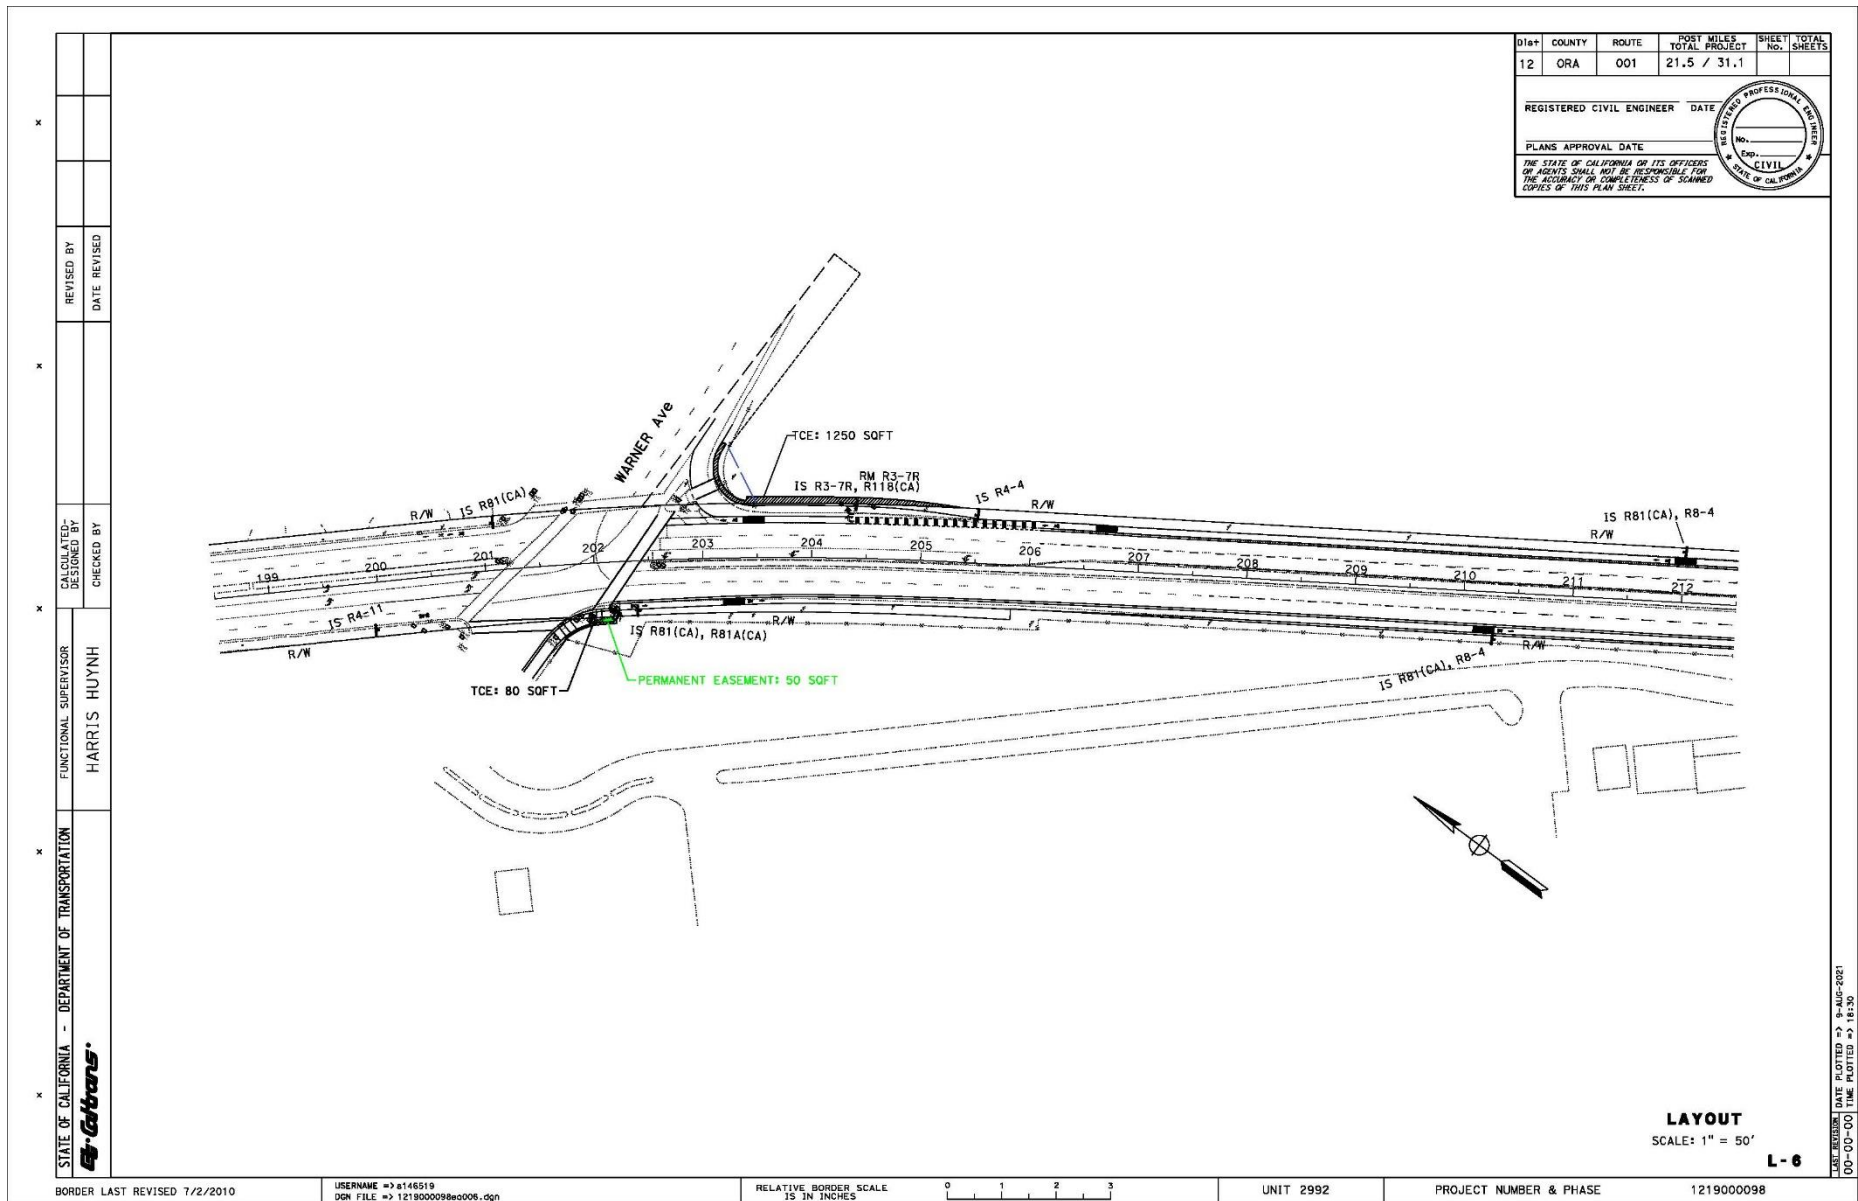 Dist COUNTY ROUTE POST MILES TOTAL PROJECT SHEET No. TOTAL SHEETS
12 ORA 001 21.5 / 31.1
REGISTERED CIVIL ENGINEER DATE
PLANS APPROVAL DATE
THE STATE OF CALIFORNIA OR ITS OFFICERS
OR AGENTS SHALL NOT BE RESPONSIBLE FOR
THE ACCURACY OR COMPLETENESS OF SCANNED
COPIES OF THIS PLAN SHEET.
REGISTERED PROFESSIONAL ENGINEER
No.
Exp.
CIVIL
STATE OF CALIFORNIA
REVISED BY
DATE REVISED
CALCULATED-
DESIGNED BY
CHECKED BY
FUNCTIONAL SUPERVISOR
HARRIS HUYNH
STATE OF CALIFORNIA - DEPARTMENT OF TRANSPORTATION
Caltrans
WARNER Ave
TCE: 1250 SQFT
RM R3-7R
IS R3-7R, R118(CA)
IS R4-4
R/W
IS R81(CA), R8-4
R/W
IS R81(CA)
R/W
199
200
201
202
203
204
205
206
207
208
209
210
211
212
IS R4-11
R/W
IS R81(CA), R81A(CA)
R/W
R/W
IS R81(CA), R8-4
TCE: 80 SQFT
PERMANENT EASEMENT: 50 SQFT
LAYOUT
SCALE: 1" = 50'
L-6
LAST REVISION
00-00-00
DATE PLOTTED => 9-AUG-2021
TIME PLOTTED => 18:30
BORDER LAST REVISED 7/2/2010
USERNAME => a146519
DGN FILE => 1219000098ea006.dgn
RELATIVE BORDER SCALE
IS IN INCHES
0 1 2 3
UNIT 2992
PROJECT NUMBER & PHASE
1219000098